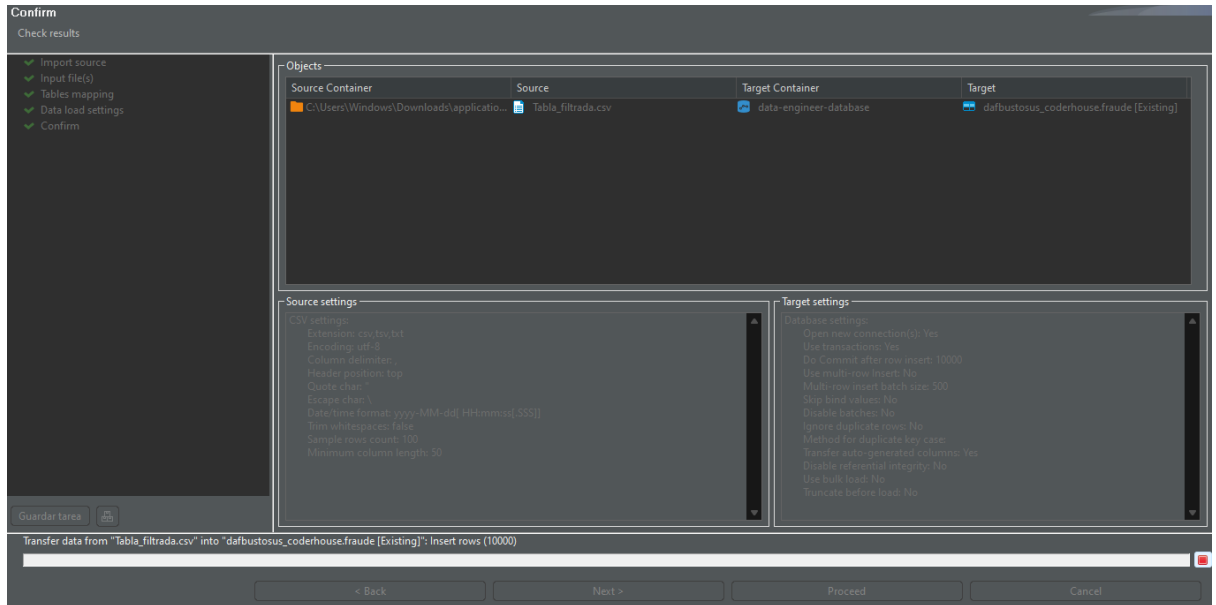 Confirm
Check results
Import source
Input file(s)
Tables mapping
Data load settings
Confirm
Objects
Source Container Source Target Container Target
C:\Users\Windows\Downloads\applicatio... Tabla_filtrada.csv data-engineer-database dafbustosus_coderhouse.fraude [Existing]
Source settings
CSV settings:
Extension: csv,tsv,txt
Encoding: utf-8
Column delimiter: ,
Header position: top
Quote char: "
Escape char: \
Date/time format: yyyy-MM-dd[ HH:mm:ss[.SSS]]
Trim whitespaces: false
Sample rows count: 100
Minimum column length: 50
Target settings
Database settings:
Open new connection(s): Yes
Use transactions: Yes
Do Commit after row insert: 10000
Use multi-row Insert: No
Multi-row insert batch size: 500
Skip bind values: No
Disable batches: No
Ignore duplicate rows: No
Method for duplicate key case:
Transfer auto-generated columns: Yes
Disable referential integrity: No
Use bulk load: No
Truncate before load: No
Guardar tarea
Transfer data from "Tabla_filtrada.csv" into "dafbustosus_coderhouse.fraude [Existing]": Insert rows (10000)
< Back Next > Proceed Cancel